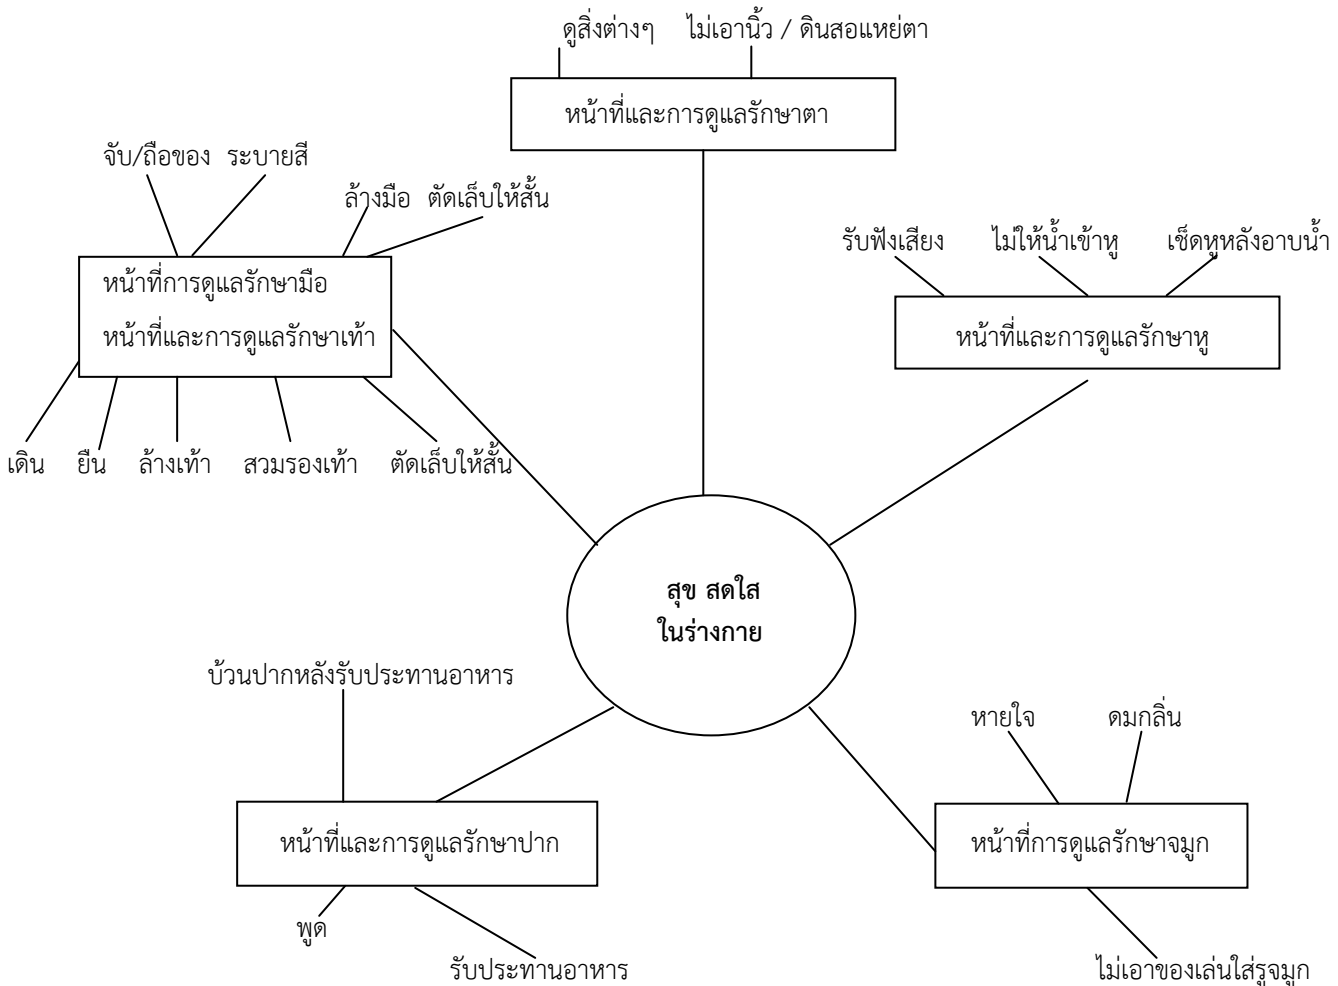 ดูสิ่งต่างๆ ไม่เอานิ้ว / ดินสอแหย่ตา
หน้าที่และการดูแลรักษาตา
จับ/ถือของ ระบายสี
ล้างมือ ตัดเล็บให้สั้น
หน้าที่การดูแลรักษามือ
หน้าที่และการดูแลรักษาเท้า
เดิน ยืน ล้างเท้า สวมรองเท้า ตัดเล็บให้สั้น
รับฟังเสียง ไม่ให้น้ำเข้าหู เช็ดหูหลังอาบน้ำ
หน้าที่และการดูแลรักษาหู
สุข สดใส
ในร่างกาย
บ้วนปากหลังรับประทานอาหาร
หน้าที่และการดูแลรักษาปาก
พูด
รับประทานอาหาร
หายใจ ดมกลิ่น
หน้าที่การดูแลรักษาจมูก
ไม่เอาของเล่นใส่รูจมูก